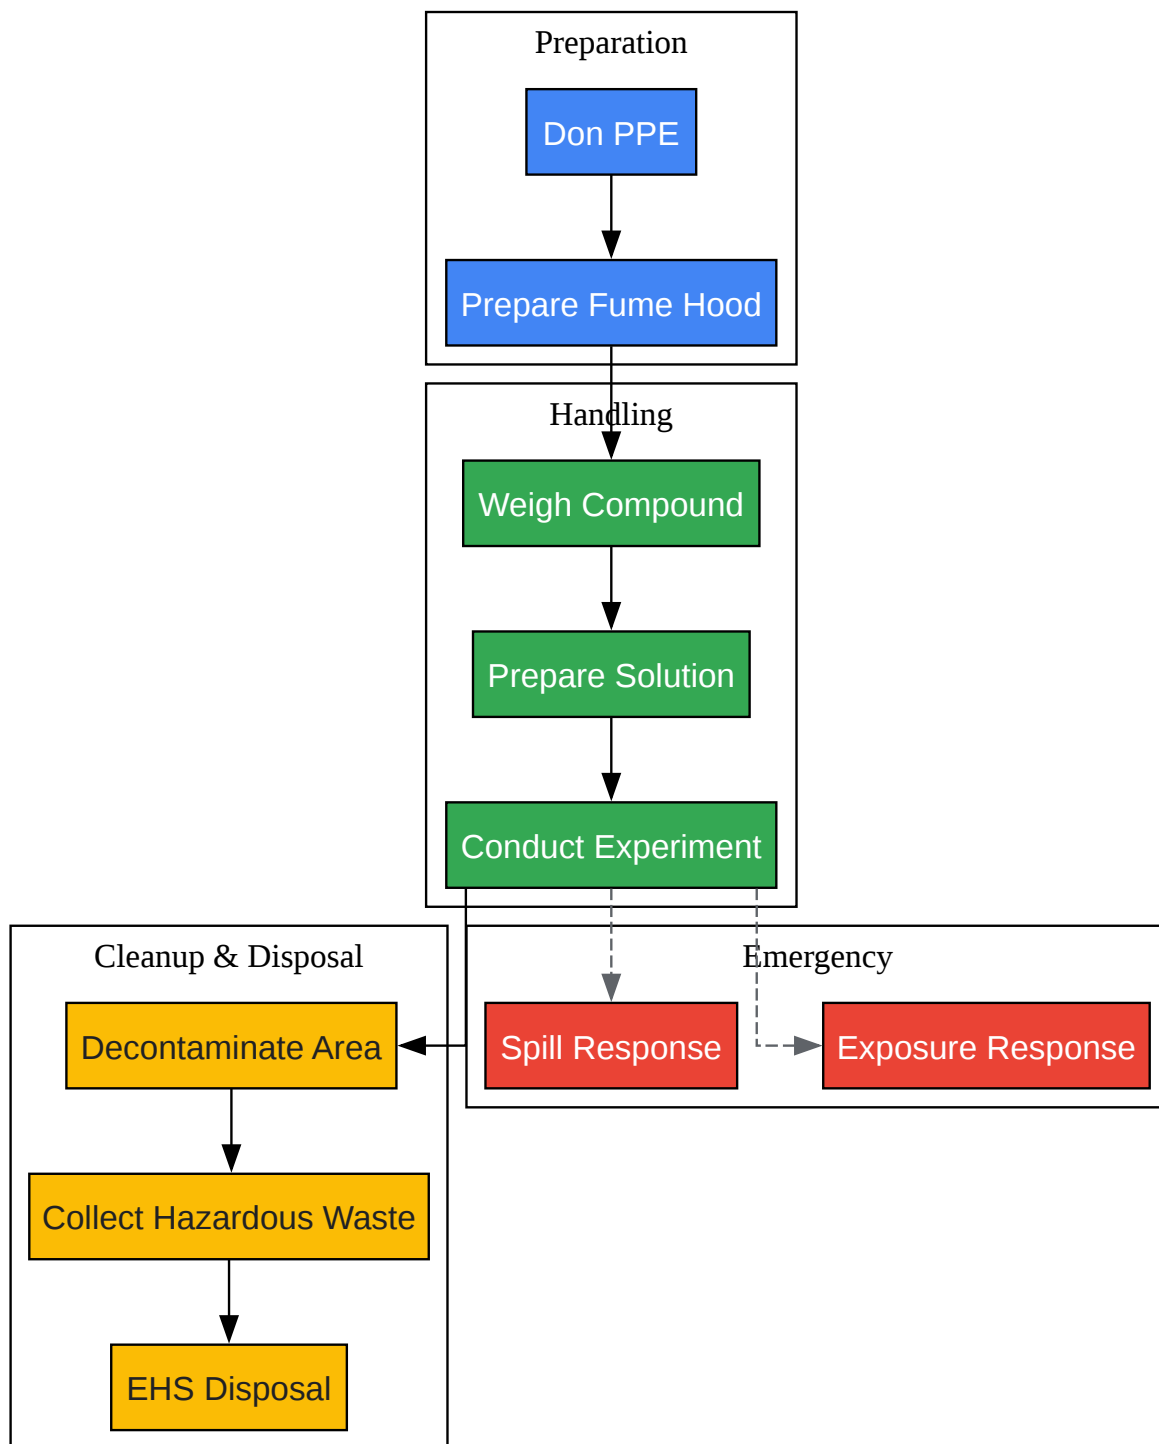 Preparation
Don PPE
Prepare Fume Hood
Handling
Weigh Compound
Prepare Solution
Conduct Experiment
Cleanup & Disposal
Emergency
Decontaminate Area
Spill Response
Exposure Response
Collect Hazardous Waste
EHS Disposal